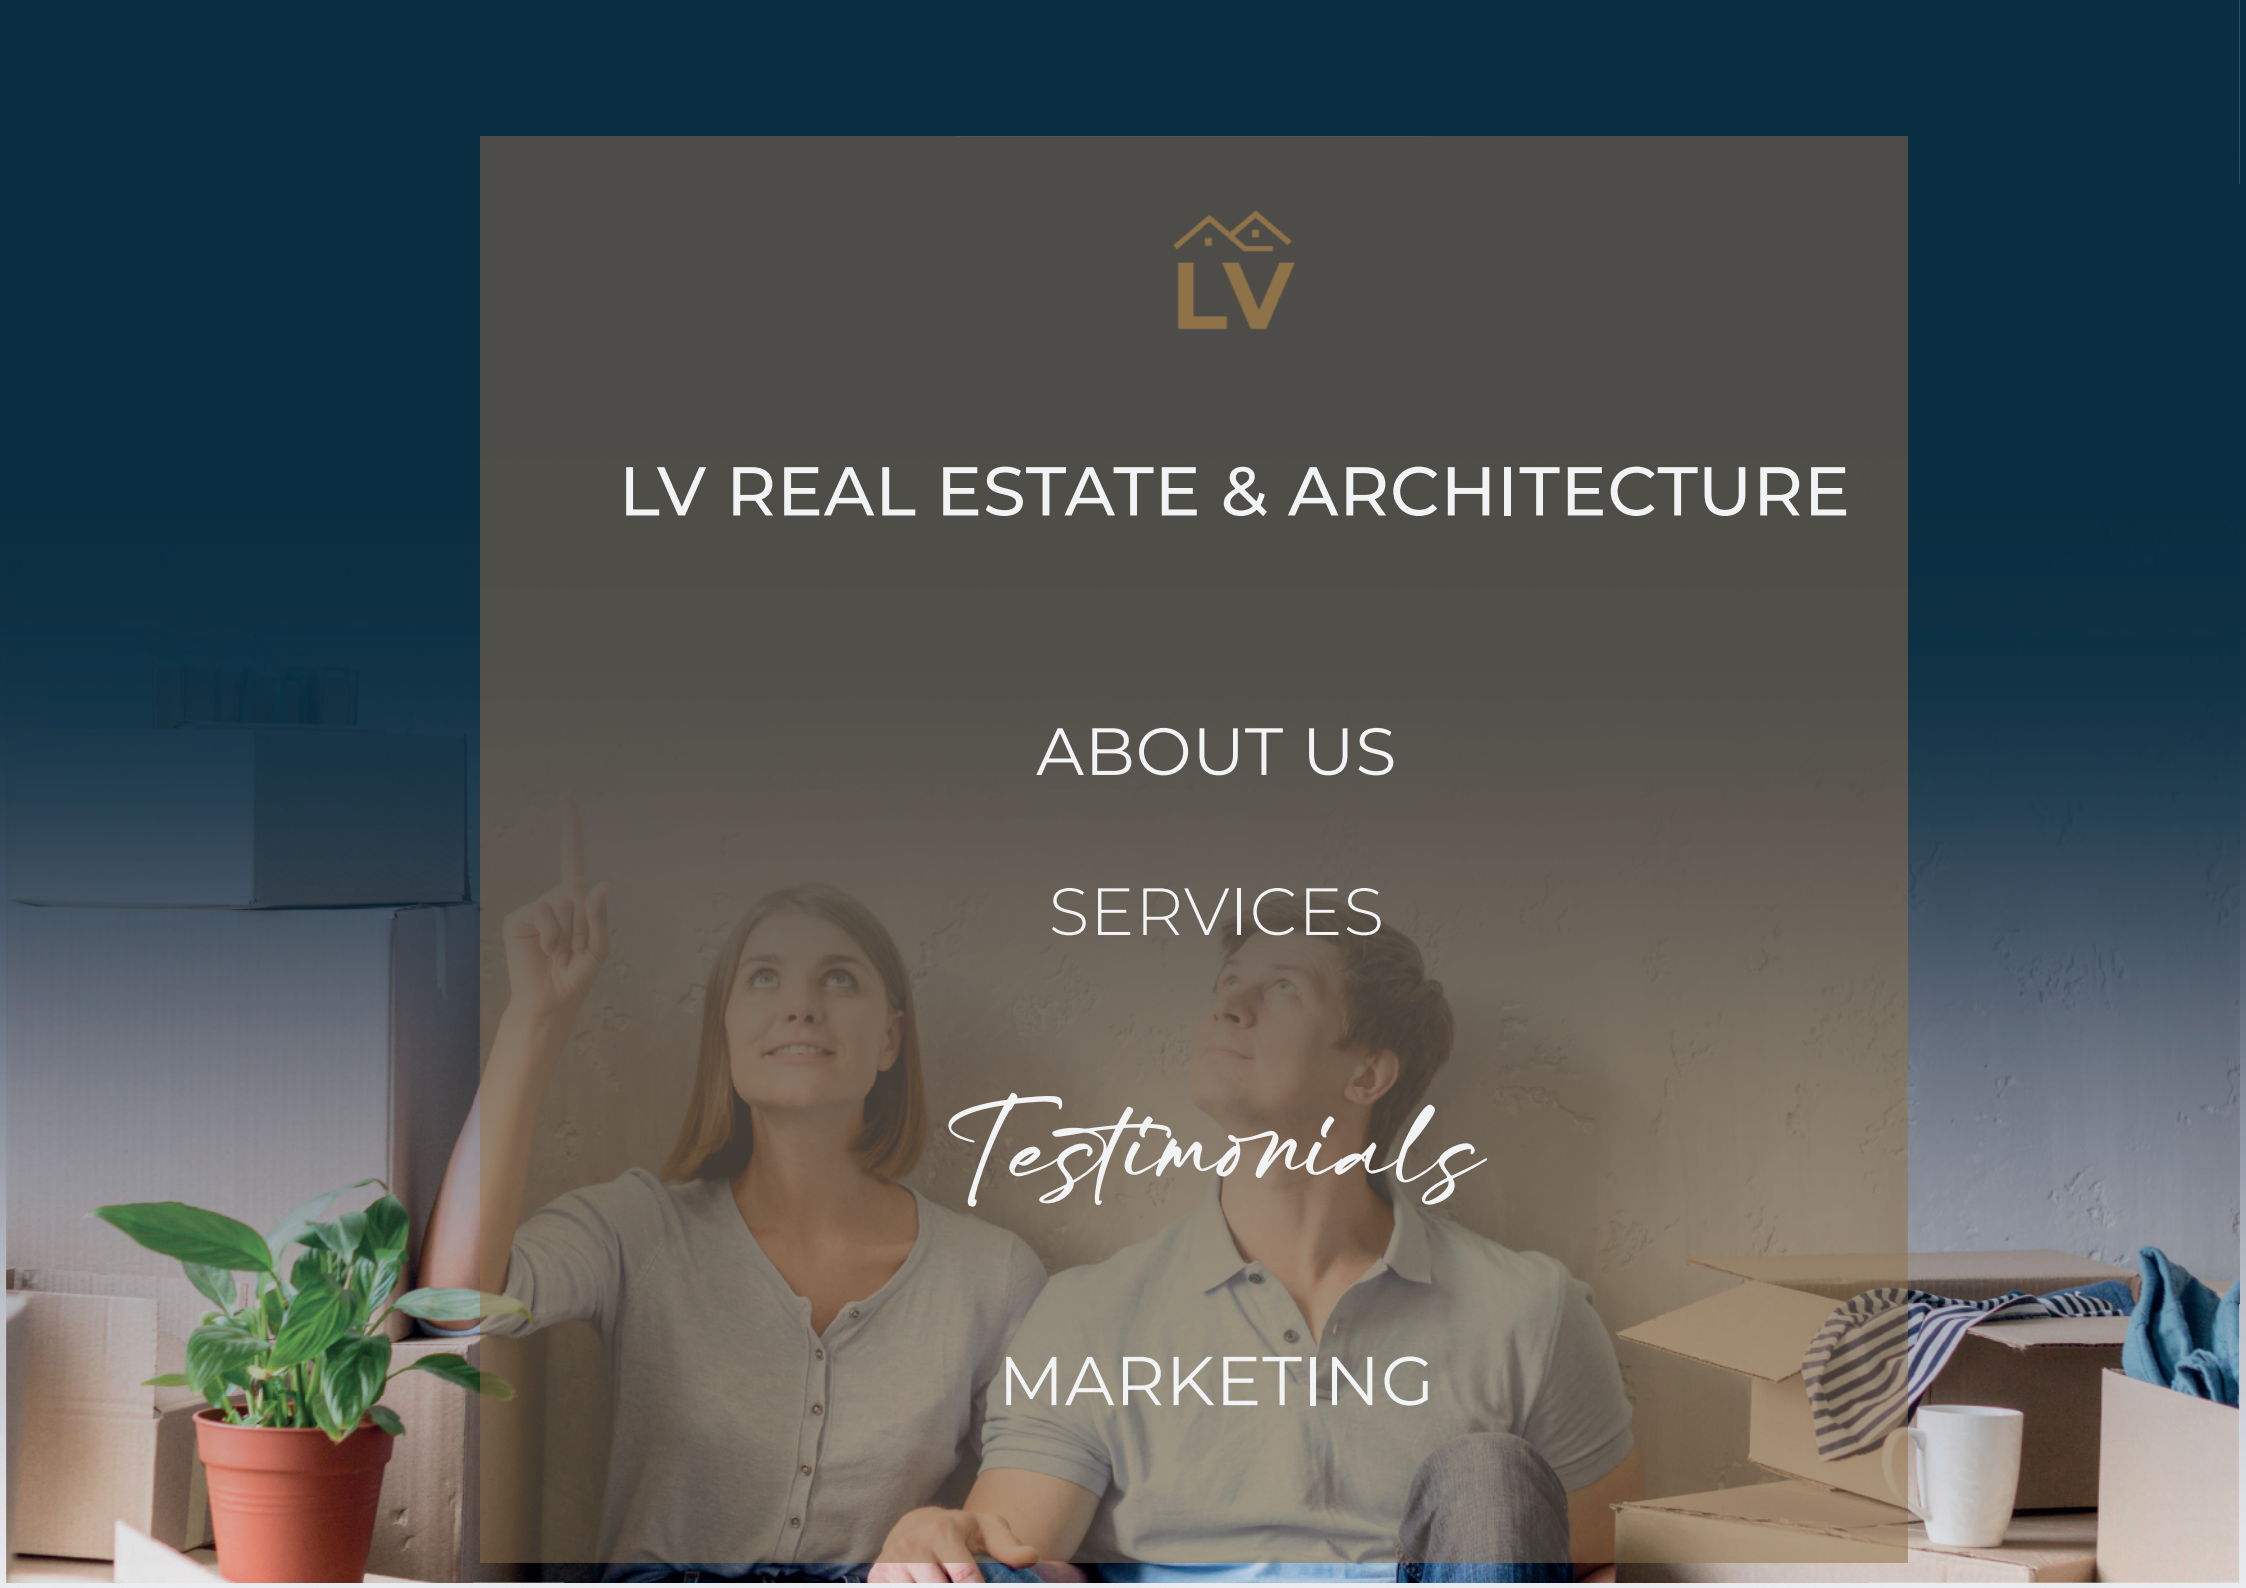 LV
LV REAL ESTATE & ARCHITECTURE
ABOUT US
SERVICES
Testimonials
MARKETING